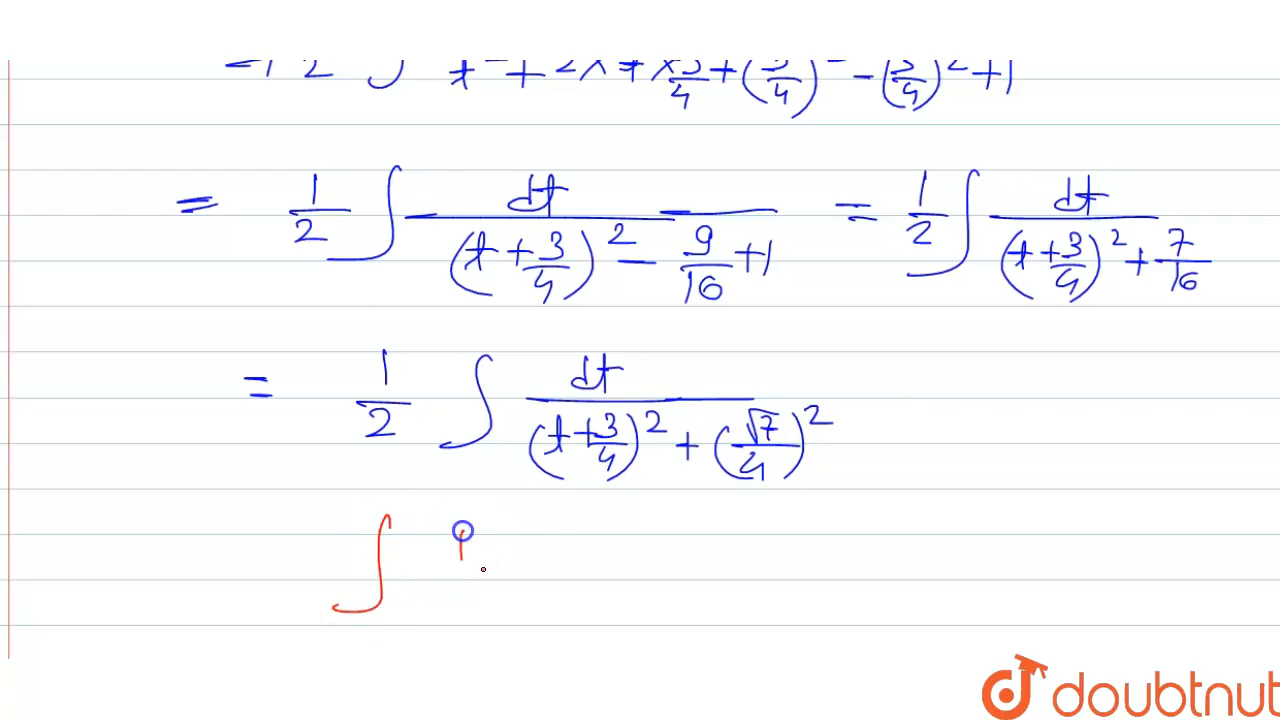 = 1/2 ∫ dt/((t+3/4)² - 9/16 + 1) = 1/2 ∫ dt/((t+3/4)² + 7/16)
= 1/2 ∫ dt/((t+3/4)² + (√7/4)²)
∫ 1
doubtnut